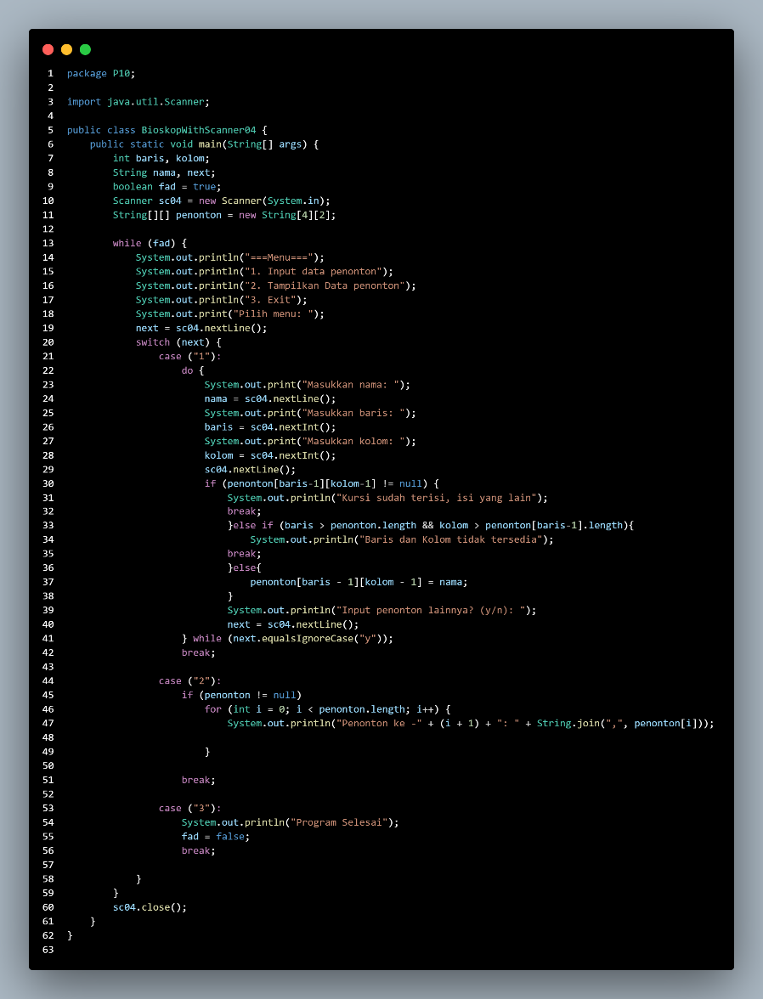 1 package P10;
2
3 import java.util.Scanner;
4
5 public class BioskopWithScanner04 {
6     public static void main(String[] args) {
7         int baris, kolom;
8         String nama, next;
9         boolean fad = true;
10         Scanner sc04 = new Scanner(System.in);
11         String[][] penonton = new String[4][2];
12
13         while (fad) {
14             System.out.println("===Menu===");
15             System.out.println("1. Input data penonton");
16             System.out.println("2. Tampilkan Data penonton");
17             System.out.println("3. Exit");
18             System.out.print("Pilih menu: ");
19             next = sc04.nextLine();
20             switch (next) {
21                 case ("1"):
22                     do {
23                         System.out.print("Masukkan nama: ");
24                         nama = sc04.nextLine();
25                         System.out.print("Masukkan baris: ");
26                         baris = sc04.nextInt();
27                         System.out.print("Masukkan kolom: ");
28                         kolom = sc04.nextInt();
29                         sc04.nextLine();
30                         if (penonton[baris-1][kolom-1] != null) {
31                             System.out.println("Kursi sudah terisi, isi yang lain");
32                             break;
33                             }else if (baris > penonton.length && kolom > penonton[baris-1].length){
34                                 System.out.println("Baris dan Kolom tidak tersedia");
35                             break;
36                             }else{
37                                 penonton[baris - 1][kolom - 1] = nama;
38                             }
39                             System.out.println("Input penonton lainnya? (y/n): ");
40                             next = sc04.nextLine();
41                     } while (next.equalsIgnoreCase("y"));
42                     break;
43
44                 case ("2"):
45                     if (penonton != null)
46                         for (int i = 0; i < penonton.length; i++) {
47                             System.out.println("Penonton ke -" + (i + 1) + ": " + String.join(",", penonton[i]));
48
49                         }
50
51                     break;
52
53                 case ("3"):
54                     System.out.println("Program Selesai");
55                     fad = false;
56                     break;
57
58             }
59         }
60         sc04.close();
61     }
62 }
63